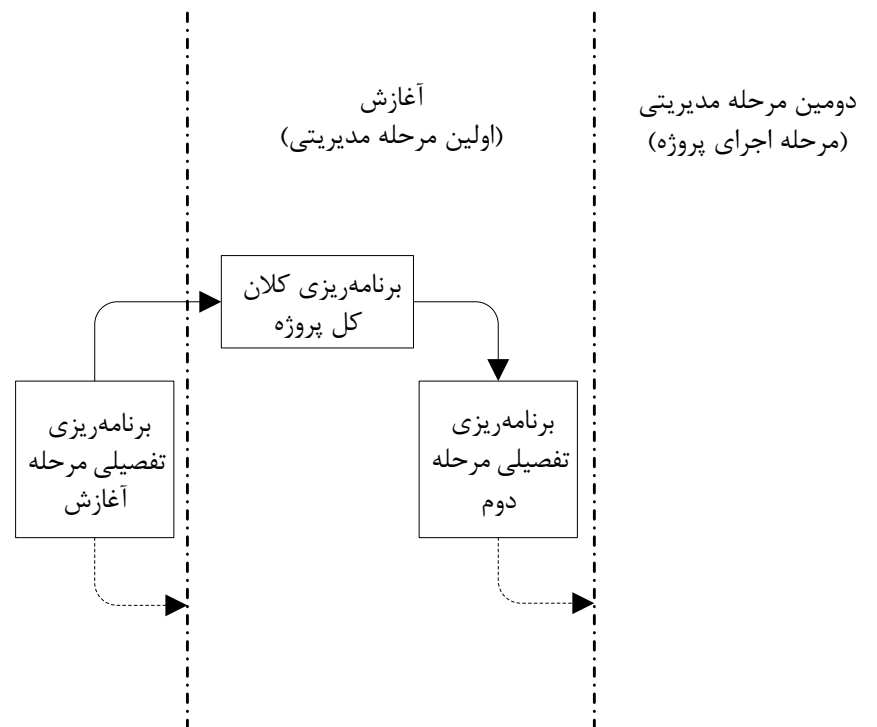 آغازش
(اولین مرحله مدیریتی)
دومین مرحله مدیریتی
(مرحله اجرای پروژه)
برنامه‌ریزی کلان
کل پروژه
برنامه‌ریزی
تفصیلی مرحله
آغازش
برنامه‌ریزی
تفصیلی مرحله
دوم